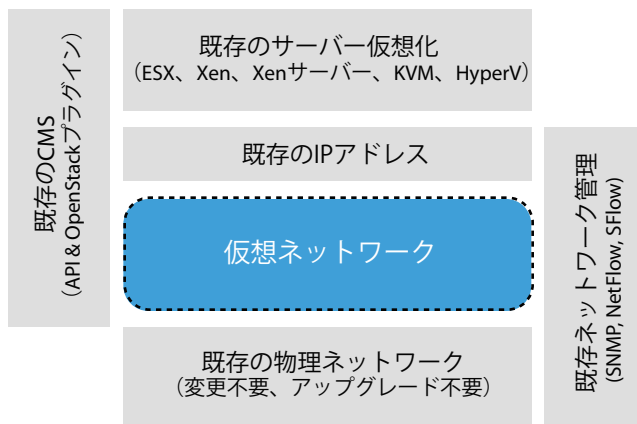 既存のCMS
(API & OpenStackプラグイン)
既存のサーバー仮想化
(ESX、Xen、Xenサーバー、KVM、HyperV)
既存のIPアドレス
仮想ネットワーク
既存の物理ネットワーク
(変更不要、アップグレード不要)
既存ネットワーク管理
(SNMP, NetFlow, SFlow)